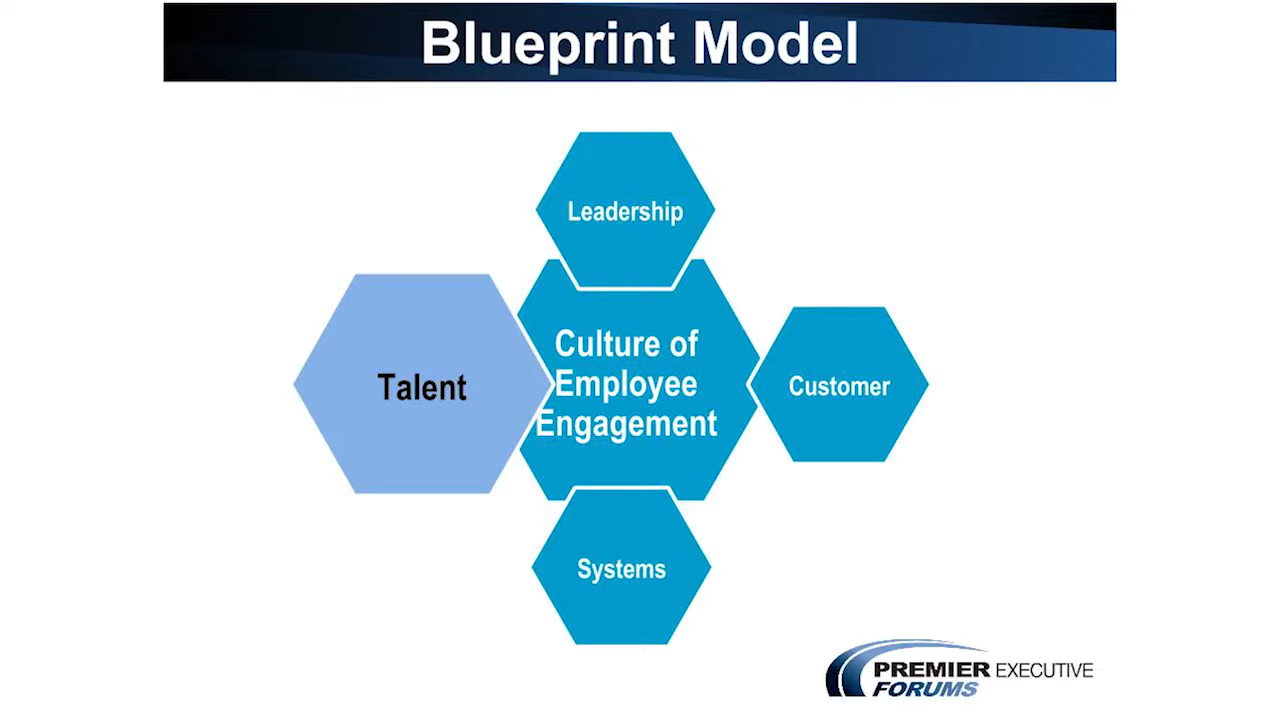 Blueprint Model
Leadership
Talent
Culture of
Employee
Engagement
Customer
Systems
PREMIER EXECUTIVE
FORUMS